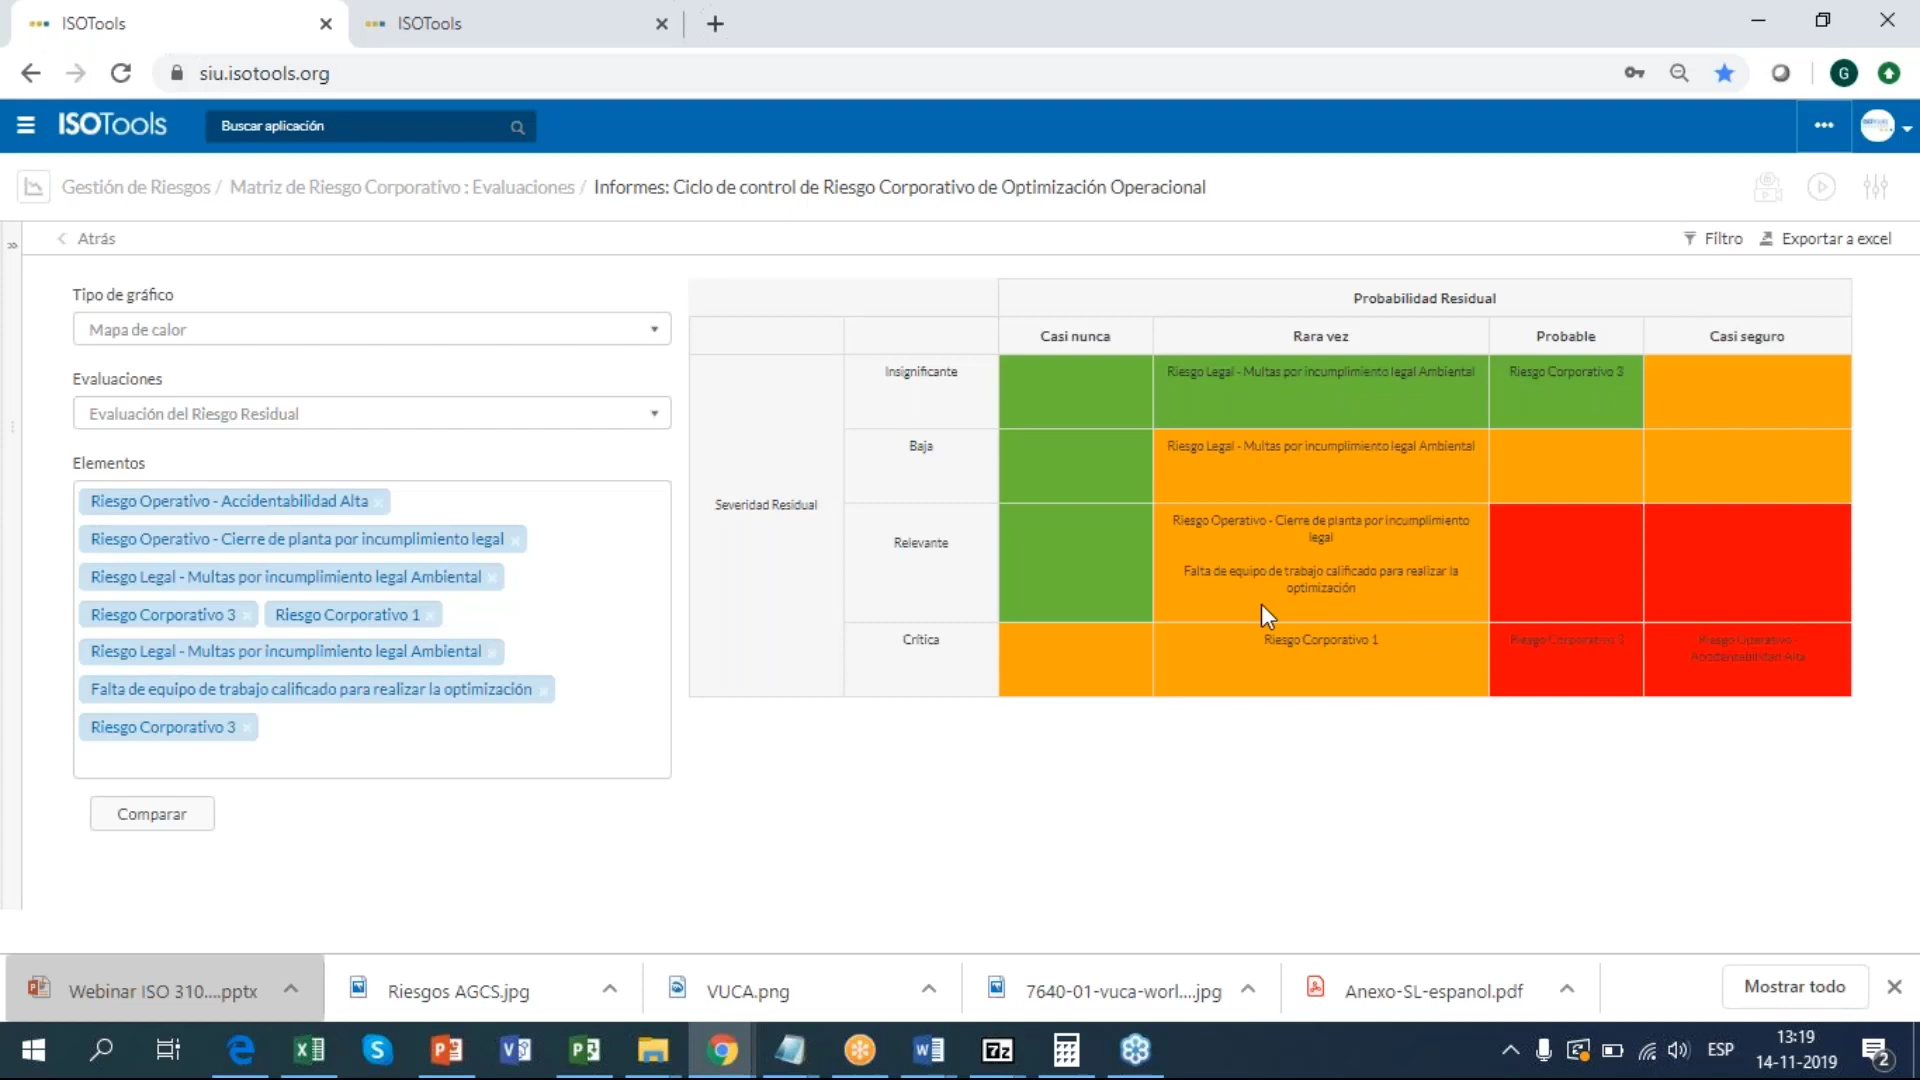 ISOTools
ISOTools
siu.isotools.org
G
ISOTools
Buscar aplicación
Gestión de Riesgos / Matriz de Riesgo Corporativo : Evaluaciones / Informes: Ciclo de control de Riesgo Corporativo de Optimización Operacional
Atrás
Filtro
Exportar a excel
Tipo de gráfico
Mapa de calor
Evaluaciones
Evaluación del Riesgo Residual
Elementos
Riesgo Operativo - Accidentabilidad Alta
Riesgo Operativo - Cierre de planta por incumplimiento legal
Riesgo Legal - Multas por incumplimiento legal Ambiental
Riesgo Corporativo 3
Riesgo Corporativo 1
Riesgo Legal - Multas por incumplimiento legal Ambiental
Falta de equipo de trabajo calificado para realizar la optimización
Riesgo Corporativo 3
Comparar
Probabilidad Residual
Casi nunca
Rara vez
Probable
Casi seguro
Severidad Residual
Insignificante
Riesgo Legal - Multas por incumplimiento legal Ambiental
Riesgo Corporativo 3
Baja
Riesgo Legal - Multas por incumplimiento legal Ambiental
Relevante
Riesgo Operativo - Cierre de planta por incumplimiento
legal
Falta de equipo de trabajo calificado para realizar la
optimización
Crítica
Riesgo Corporativo 1
Riesgo Corporativo 3
Riesgo Operativo -
Accidentabilidad Alta
Webinar ISO 310....pptx
Riesgos AGCS.jpg
VUCA.png
7640-01-vuca-worl....jpg
Anexo-SL-espanol.pdf
Mostrar todo
ESP
13:19
14-11-2019
2